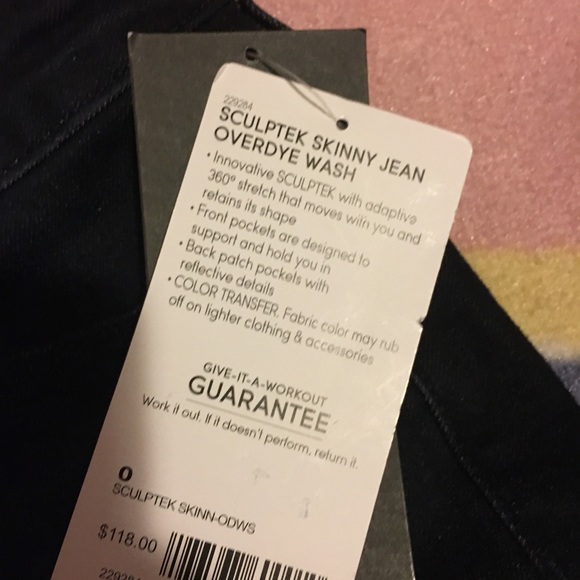 229284
SCULPTEK SKINNY JEAN
OVERDYE WASH
• Innovative SCULPTEK with adaptive
360° stretch that moves with you and
retains its shape
• Front pockets are designed to
support and hold you in
• Back patch pockets with
reflective details
• COLOR TRANSFER. Fabric color may rub
off on lighter clothing & accessories
GIVE-IT-A-WORKOUT
GUARANTEE
Work it out. If it doesn't perform, return it.
0
SCULPTEK SKINN-ODWS
$118.00